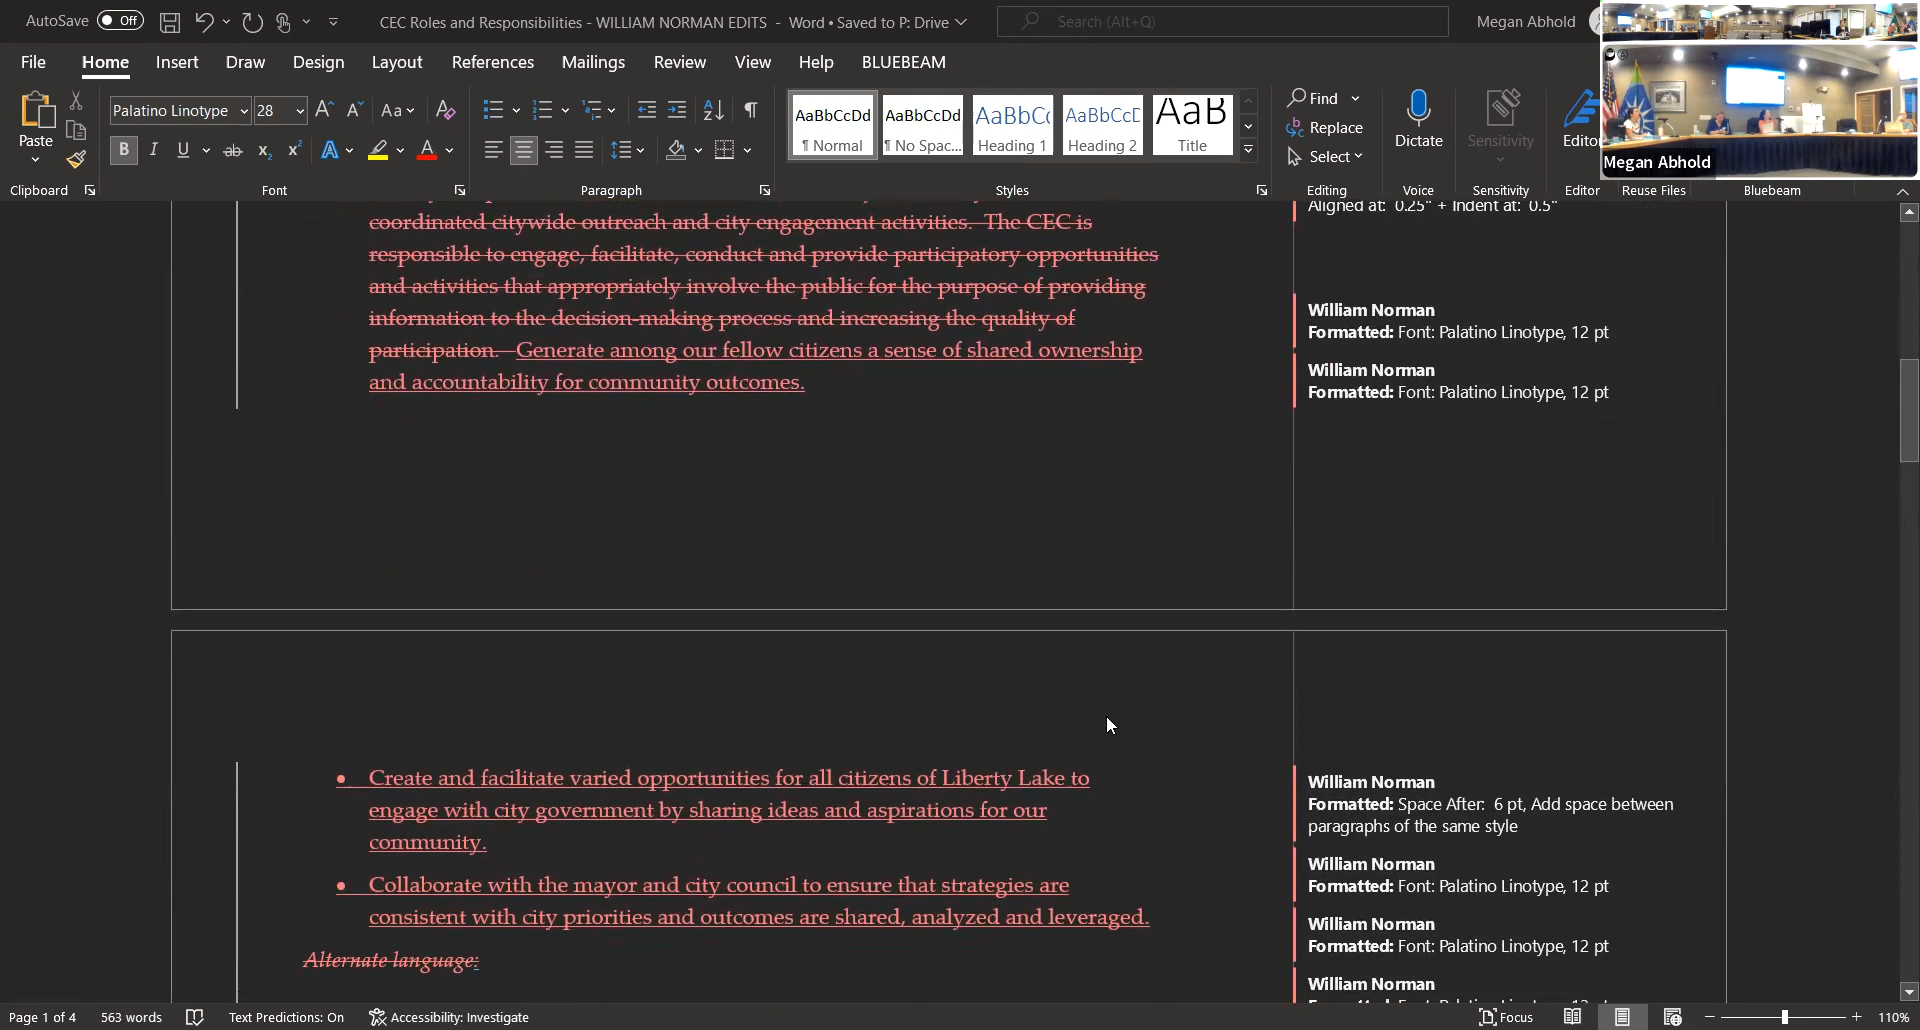 AutoSave Off
CEC Roles and Responsibilities - WILLIAM NORMAN EDITS - Word • Saved to P: Drive
Search (Alt+Q)
Megan Abhold
File Home Insert Draw Design Layout References Mailings Review View Help BLUEBEAM
Paste
Clipboard
Palatino Linotype 28
Font
Paragraph
AaBbCcDd AaBbCcDd AaBbCc AaBbCcD AaB
¶ Normal ¶ No Spac... Heading 1 Heading 2 Title
Styles
Find
Replace
Select
Editing
Dictate
Voice
Sensitivity
Sensitivity
Editor
Editor
Reuse Files
Bluebeam
Megan Abhold
coordinated citywide outreach and city engagement activities. The CEC is
responsible to engage, facilitate, conduct and provide participatory opportunities
and activities that appropriately involve the public for the purpose of providing
information to the decision-making process and increasing the quality of
participation. Generate among our fellow citizens a sense of shared ownership
and accountability for community outcomes.
Aligned at: 0.25" + Indent at: 0.5"
William Norman
Formatted: Font: Palatino Linotype, 12 pt
William Norman
Formatted: Font: Palatino Linotype, 12 pt
• Create and facilitate varied opportunities for all citizens of Liberty Lake to
engage with city government by sharing ideas and aspirations for our
community.
• Collaborate with the mayor and city council to ensure that strategies are
consistent with city priorities and outcomes are shared, analyzed and leveraged.
Alternate language:
William Norman
Formatted: Space After: 6 pt, Add space between
paragraphs of the same style
William Norman
Formatted: Font: Palatino Linotype, 12 pt
William Norman
Formatted: Font: Palatino Linotype, 12 pt
William Norman
Page 1 of 4 563 words Text Predictions: On Accessibility: Investigate
Focus
110%